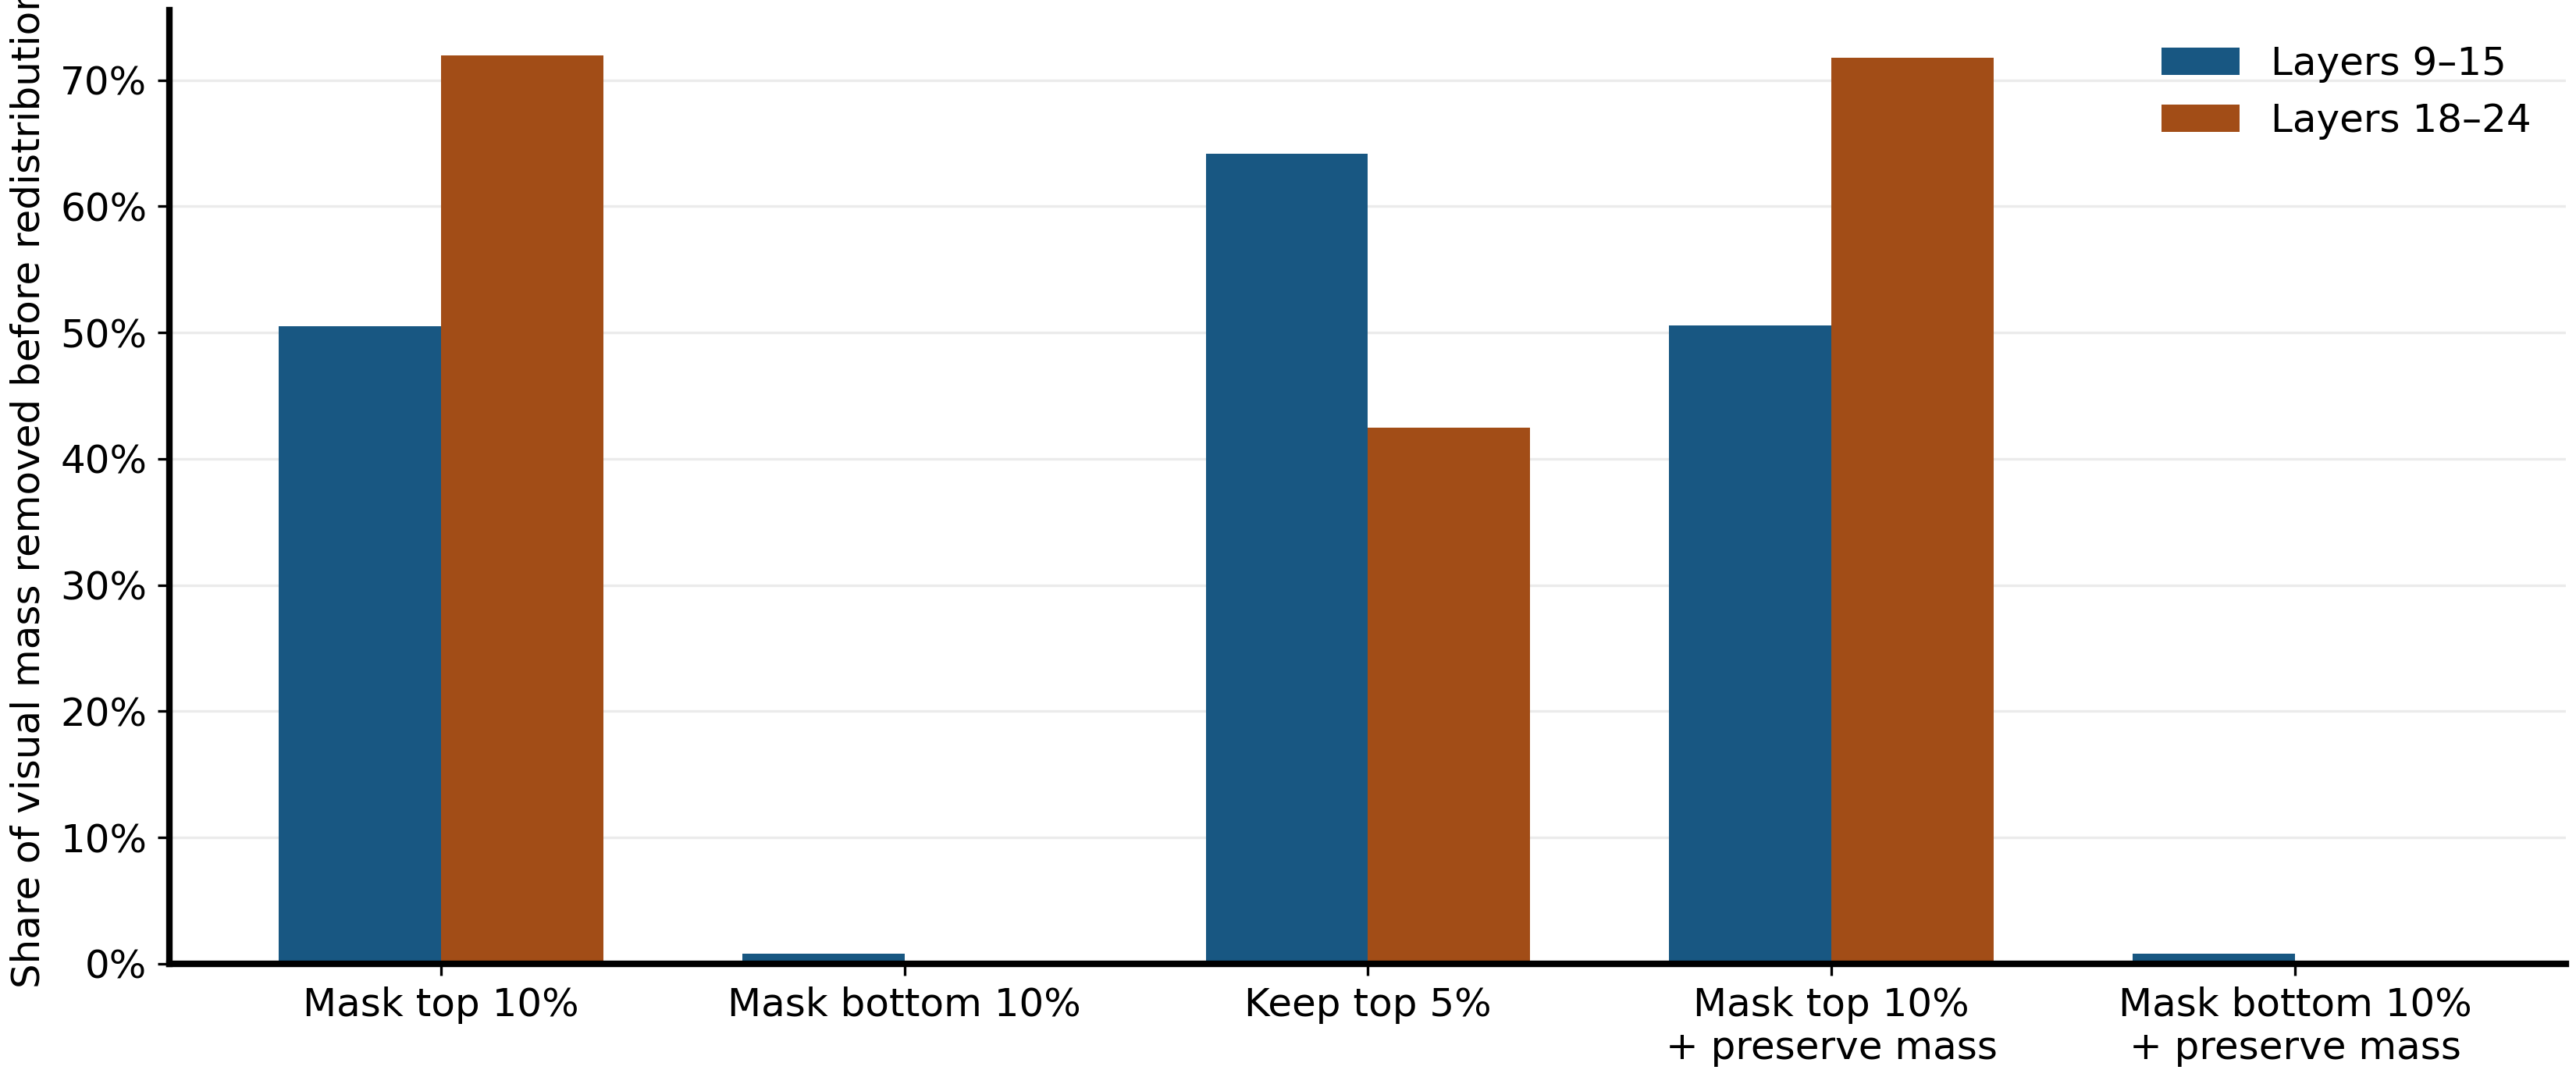 Share of visual mass removed before redistribution
70%
60%
50%
40%
30%
20%
10%
0%
Layers 9–15
Layers 18–24
Mask top 10%
Mask bottom 10%
Keep top 5%
Mask top 10%
+ preserve mass
Mask bottom 10%
+ preserve mass